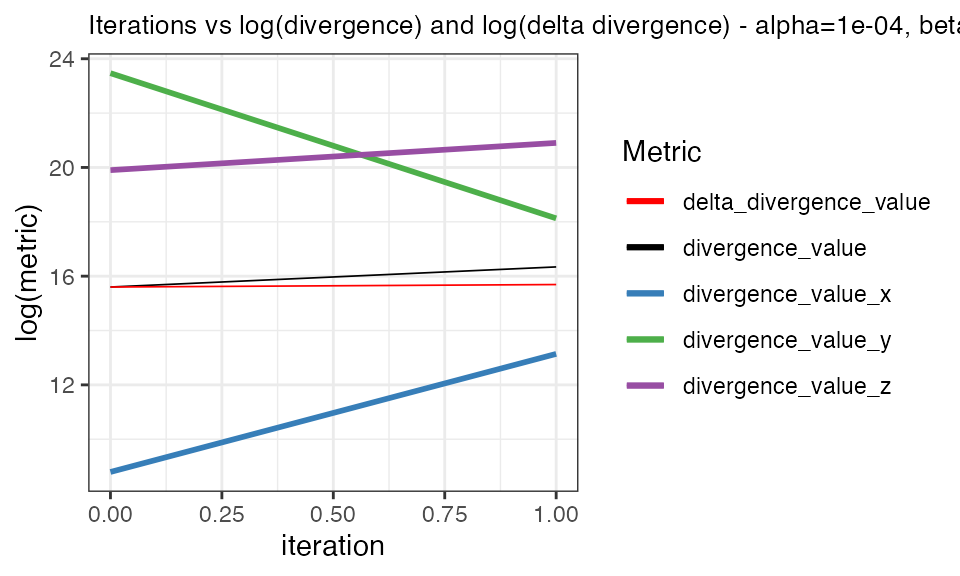 Iterations vs log(divergence) and log(delta divergence) - alpha=1e-04, beta
24
20
16
12
log(metric)
0.00 0.25 0.50 0.75 1.00
iteration
Metric
delta_divergence_value
divergence_value
divergence_value_x
divergence_value_y
divergence_value_z